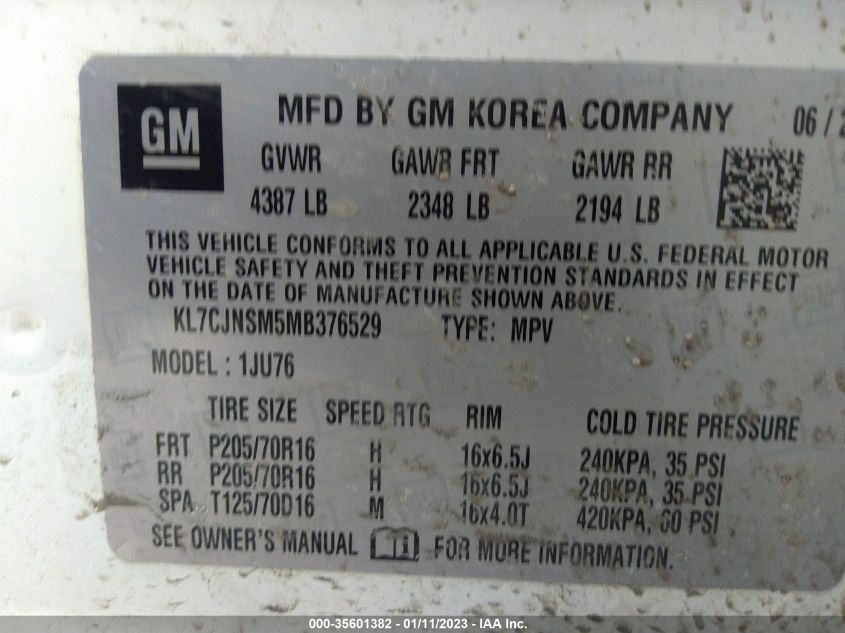 GM
MFD BY GM KOREA COMPANY 06/2
GVWR GAWR FRT GAWR RR
4387 LB 2348 LB 2194 LB
THIS VEHICLE CONFORMS TO ALL APPLICABLE U.S. FEDERAL MOTOR
VEHICLE SAFETY AND THEFT PREVENTION STANDARDS IN EFFECT
ON THE DATE OF MANUFACTURE SHOWN ABOVE.
KL7CJNSM5MB376529 TYPE: MPV
MODEL : 1JU76
TIRE SIZE SPEED RTG RIM COLD TIRE PRESSURE
FRT P205/70R16 H 16x6.5J 240KPA, 35 PSI
RR P205/70R16 H 16x6.5J 240KPA, 35 PSI
SPA T125/70D16 M 16x4.0T 420KPA, 60 PSI
SEE OWNER'S MANUAL FOR MORE INFORMATION.
000-35601382 - 01/11/2023 - 1SUN